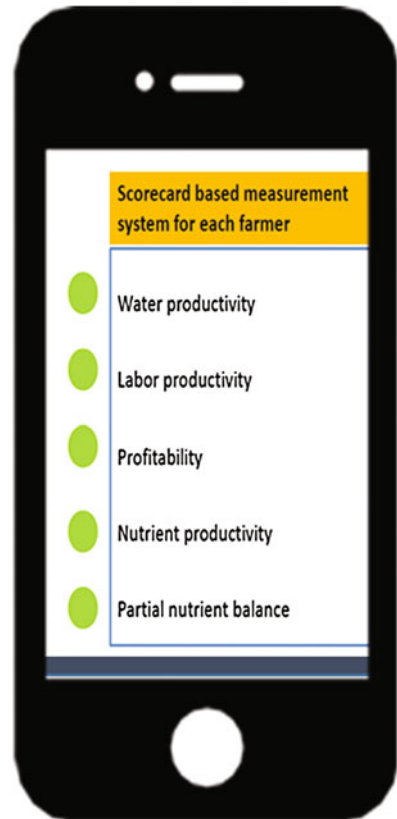 Scorecard based measurement
system for each farmer
Water productivity
Labor productivity
Profitability
Nutrient productivity
Partial nutrient balance